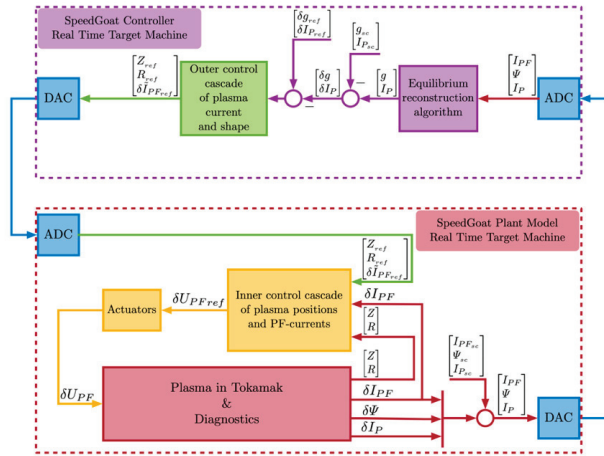 SpeedGoat Controller
Real Time Target Machine
[δg_ref
δI_P_ref]
[g_sc
I_P_sc]
[Z_ref
R_ref
δĨ_PF_ref]
DAC
Outer control
cascade
of plasma
current
and shape
−
[δg
δI_P]
−
[g
I_P]
Equilibrium
reconstruction
algorithm
[I_PF
Ψ
I_P]
ADC
ADC
SpeedGoat Plant Model
Real Time Target Machine
[Z_ref
R_ref
δĨ_PF_ref]
Actuators
δU_PFref
Inner control cascade
of plasma positions
and PF-currents
δI_PF
[Z
R]
[I_PF_sc
Ψ_sc
I_P_sc]
δU_PF
Plasma in Tokamak
&
Diagnostics
[Z
R]
δI_PF
δΨ
δI_P
[I_PF
Ψ
I_P]
DAC